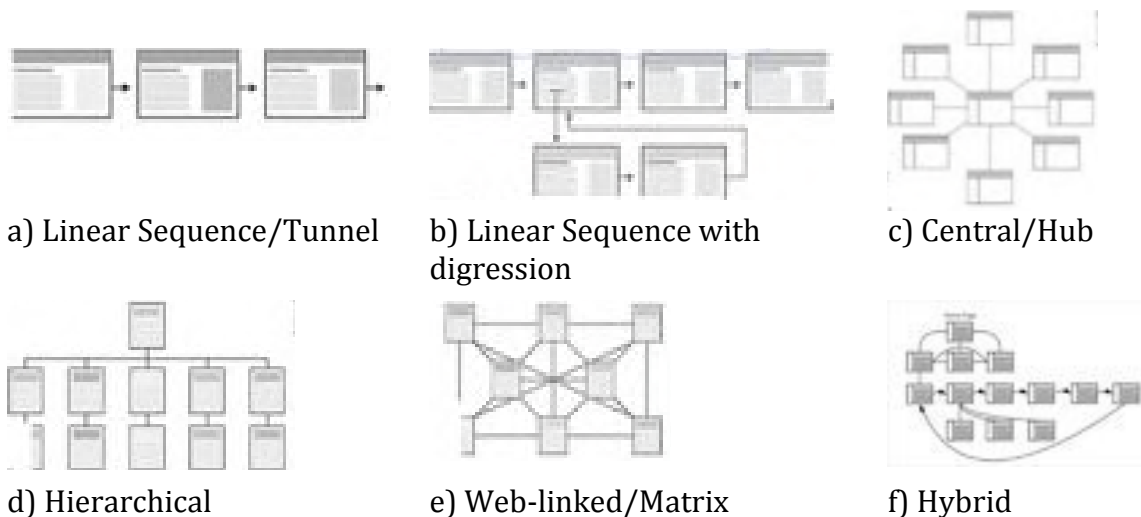 a) Linear Sequence/Tunnel
b) Linear Sequence with
digression
c) Central/Hub
d) Hierarchical
e) Web-linked/Matrix
f) Hybrid